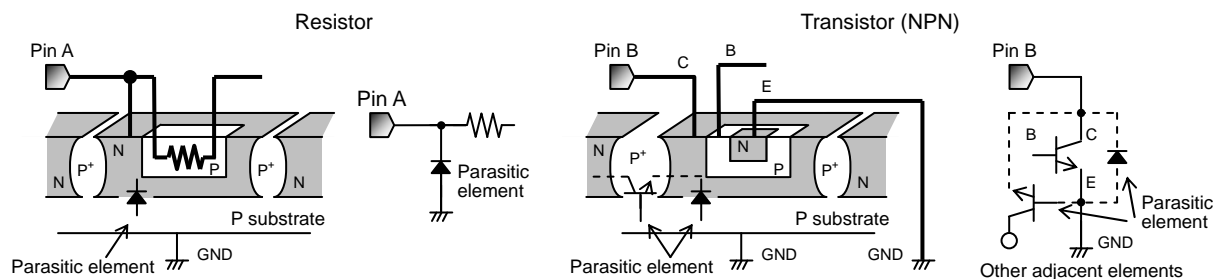 Resistor
Pin A
N
P+
N
P
P+
N
P substrate
GND
Parasitic element
Pin A
Parasitic
element
Transistor (NPN)
Pin B
C
B
E
N
P+
N
N
P
P+
N
P substrate
GND
GND
Parasitic element
Pin B
B
C
E
GND
Parasitic
element
Other adjacent elements